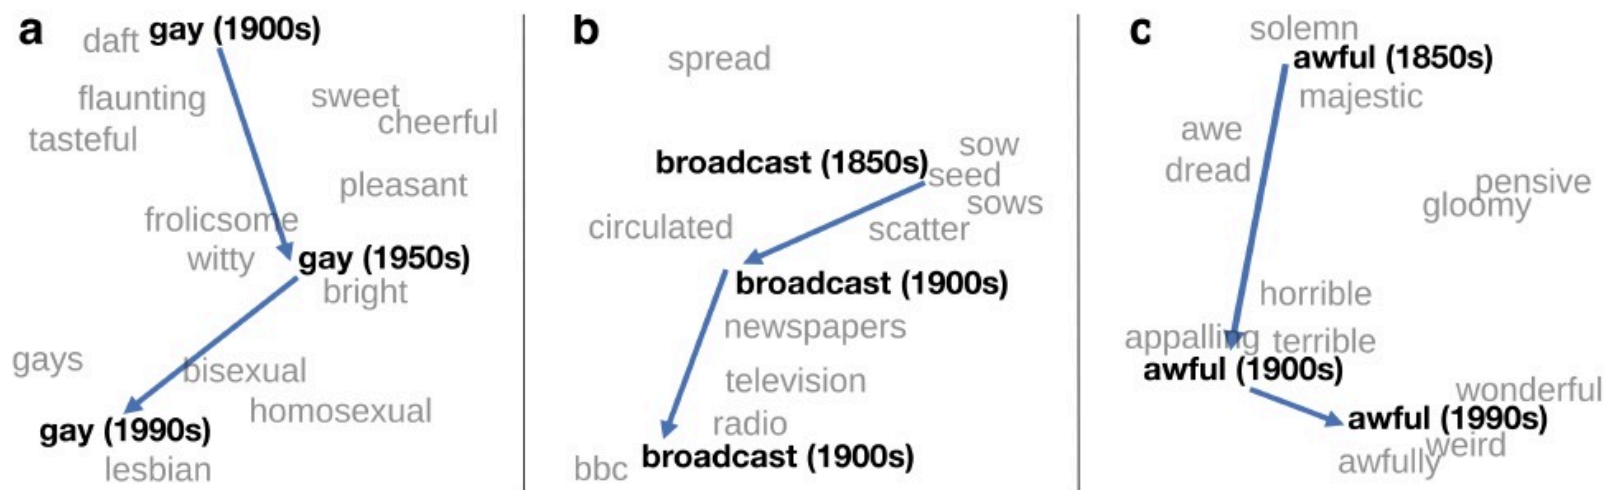 a
daft gay (1900s)
flaunting
sweet
cheerful
tasteful
pleasant
frolicsome
witty
gay (1950s)
bright
gays
bisexual
homosexual
gay (1990s)
lesbian
b
spread
sow
broadcast (1850s)
seed
sows
circulated
scatter
broadcast (1900s)
newspapers
television
radio
broadcast (1900s)
bbc
c
solemn
awful (1850s)
majestic
awe
dread
pensive
gloomy
horrible
appalling terrible
awful (1900s)
wonderful
awful (1990s)
weird
awfully